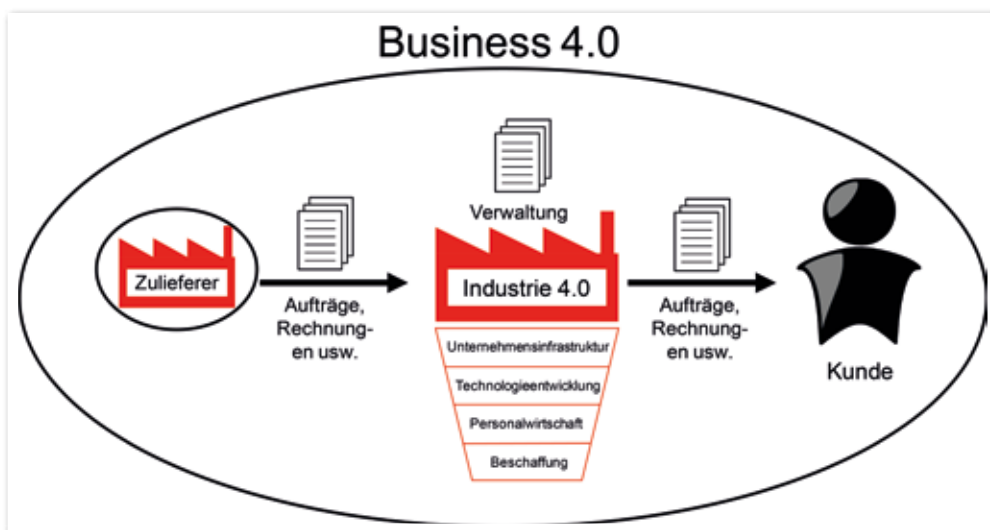 Business 4.0
Verwaltung
Zulieferer
Aufträge,
Rechnung-
en usw.
Industrie 4.0
Aufträge,
Rechnung-
en usw.
Kunde
Unternehmensinfrastruktur
Technologieentwicklung
Personalwirtschaft
Beschaffung